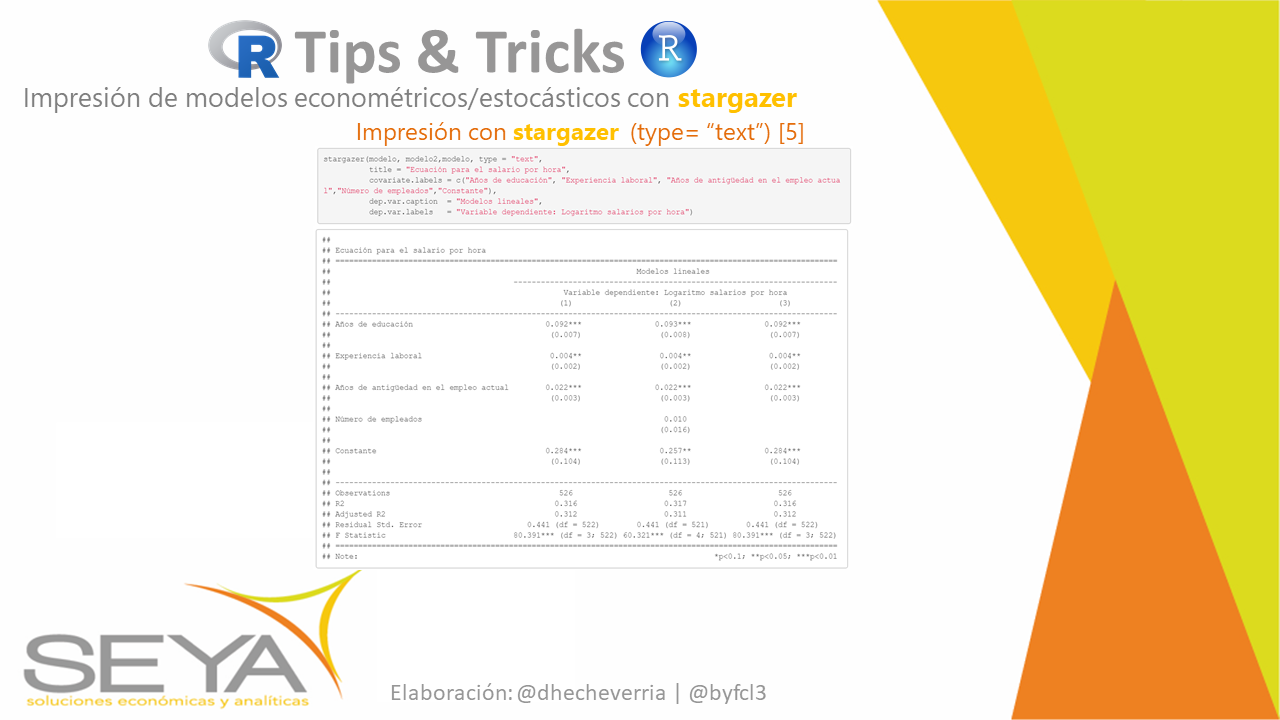 R Tips & Tricks R
Impresión de modelos econométricos/estocásticos con stargazer
Impresión con stargazer (type= “text”) [5]
stargazer(modelo, modelo2,modelo, type = "text",
title = "Ecuación para el salario por hora",
covariate.labels = c("Años de educación", "Experiencia laboral", "Años de antigüedad en el empleo actua
l","Número de empleados","Constante"),
dep.var.caption  = "Modelos lineales",
dep.var.labels   = "Variable dependiente: Logaritmo salarios por hora")
##
## Ecuación para el salario por hora
## ==============================================================================================================
## Modelos lineales
## -----------------------------------------------------------------------
## Variable dependiente: Logaritmo salarios por hora
## (1) (2) (3)
## --------------------------------------------------------------------------------------------------------------
## Años de educación 0.092*** 0.093*** 0.092***
## (0.007) (0.008) (0.007)
##
## Experiencia laboral 0.004** 0.004** 0.004**
## (0.002) (0.002) (0.002)
##
## Años de antigüedad en el empleo actual 0.022*** 0.022*** 0.022***
## (0.003) (0.003) (0.003)
##
## Número de empleados 0.010
## (0.016)
##
## Constante 0.284*** 0.257** 0.284***
## (0.104) (0.113) (0.104)
##
## --------------------------------------------------------------------------------------------------------------
## Observations 526 526 526
## R2 0.316 0.317 0.316
## Adjusted R2 0.312 0.311 0.312
## Residual Std. Error 0.441 (df = 522) 0.441 (df = 521) 0.441 (df = 522)
## F Statistic 80.391*** (df = 3; 522) 60.321*** (df = 4; 521) 80.391*** (df = 3; 522)
## ==============================================================================================================
## Note: *p<0.1; **p<0.05; ***p<0.01
SEYA
soluciones económicas y analíticas
Elaboración: @dhecheverria | @byfcl3